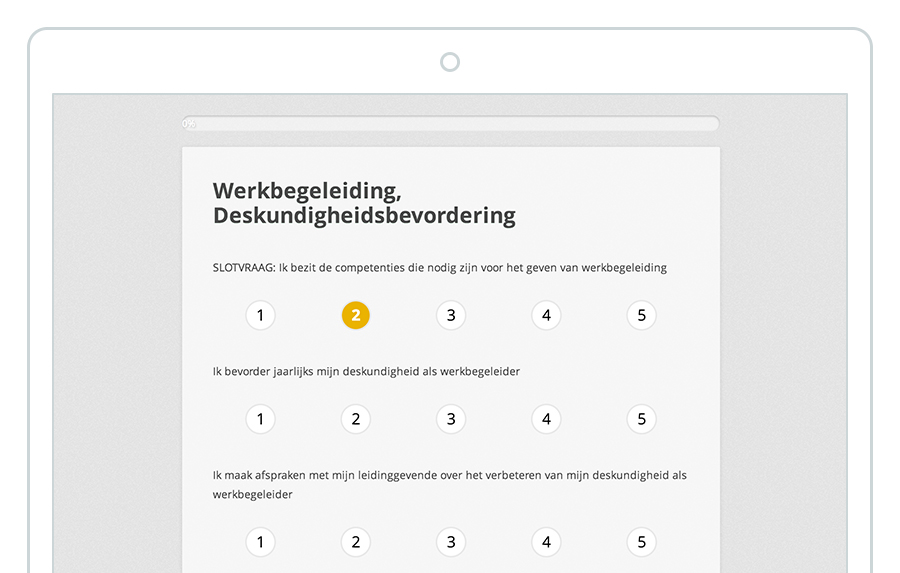 0%
Werkbegeleiding,
Deskundigheidsbevordering
SLOTVRAAG: Ik bezit de competenties die nodig zijn voor het geven van werkbegeleiding
1 2 3 4 5
Ik bevorder jaarlijks mijn deskundigheid als werkbegeleider
1 2 3 4 5
Ik maak afspraken met mijn leidinggevende over het verbeteren van mijn deskundigheid als
werkbegeleider
1 2 3 4 5